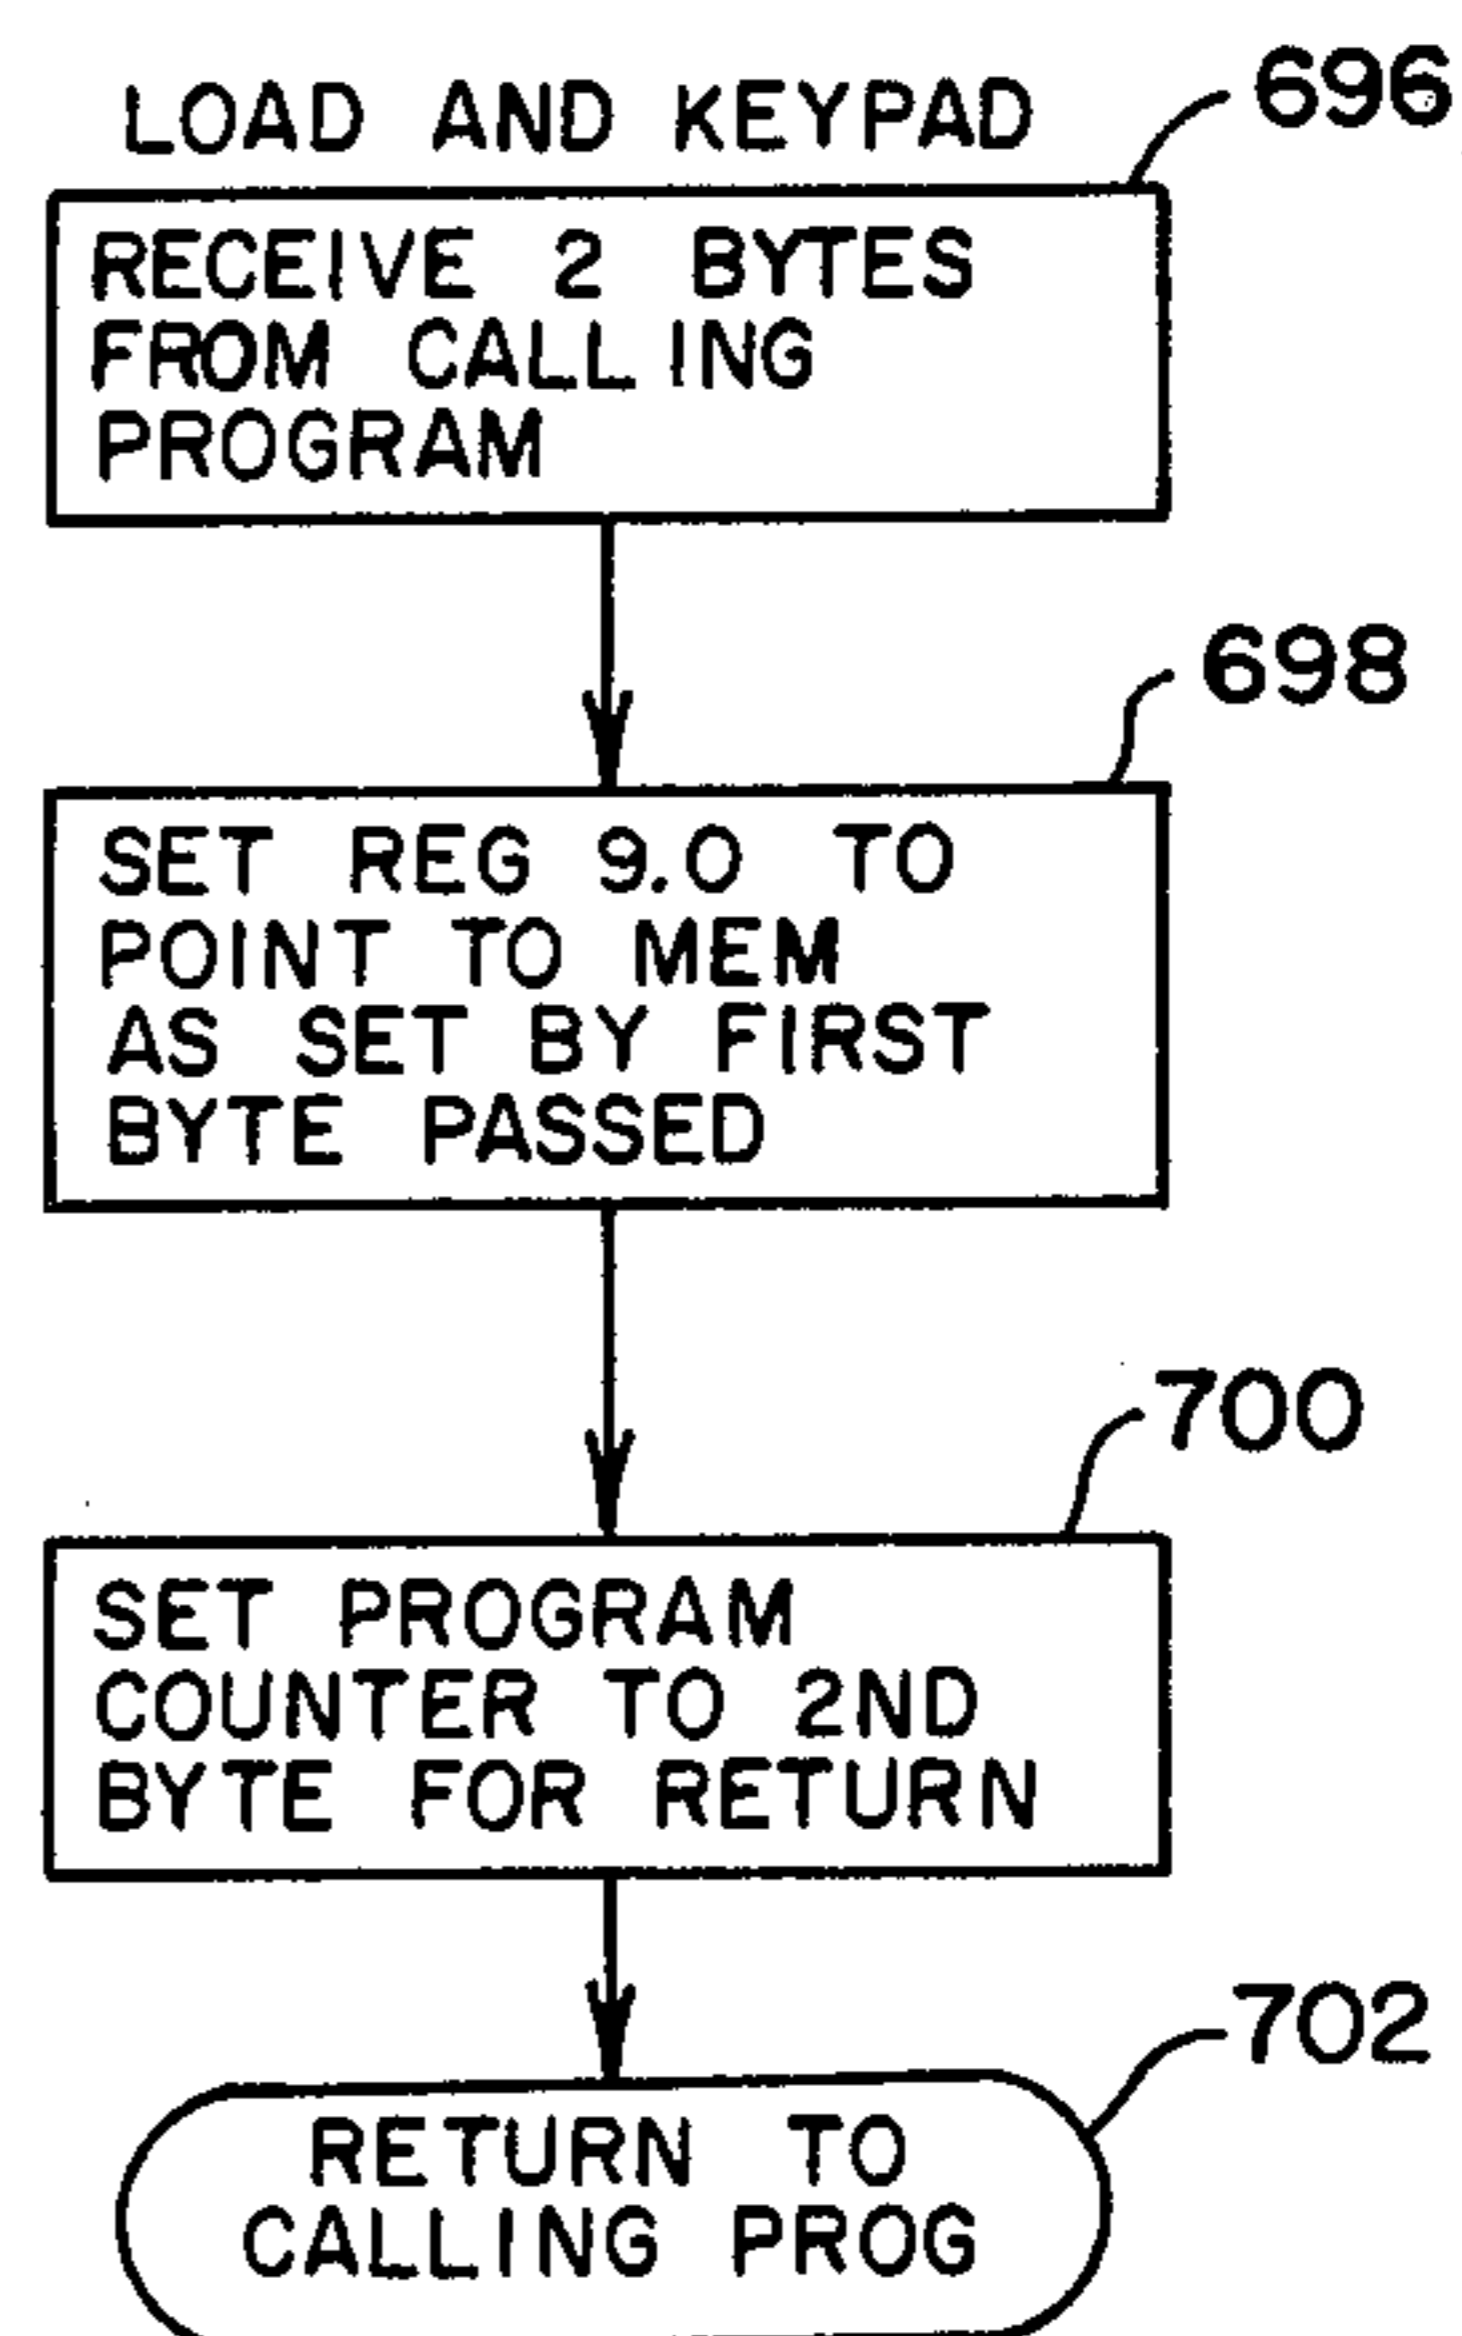 LOAD AND KEYPAD
696
RECEIVE 2 BYTES
FROM CALLING
PROGRAM
698
SET REG 9.0 TO
POINT TO MEM
AS SET BY FIRST
BYTE PASSED
700
SET PROGRAM
COUNTER TO 2ND
BYTE FOR RETURN
702
RETURN TO
CALLING PROG